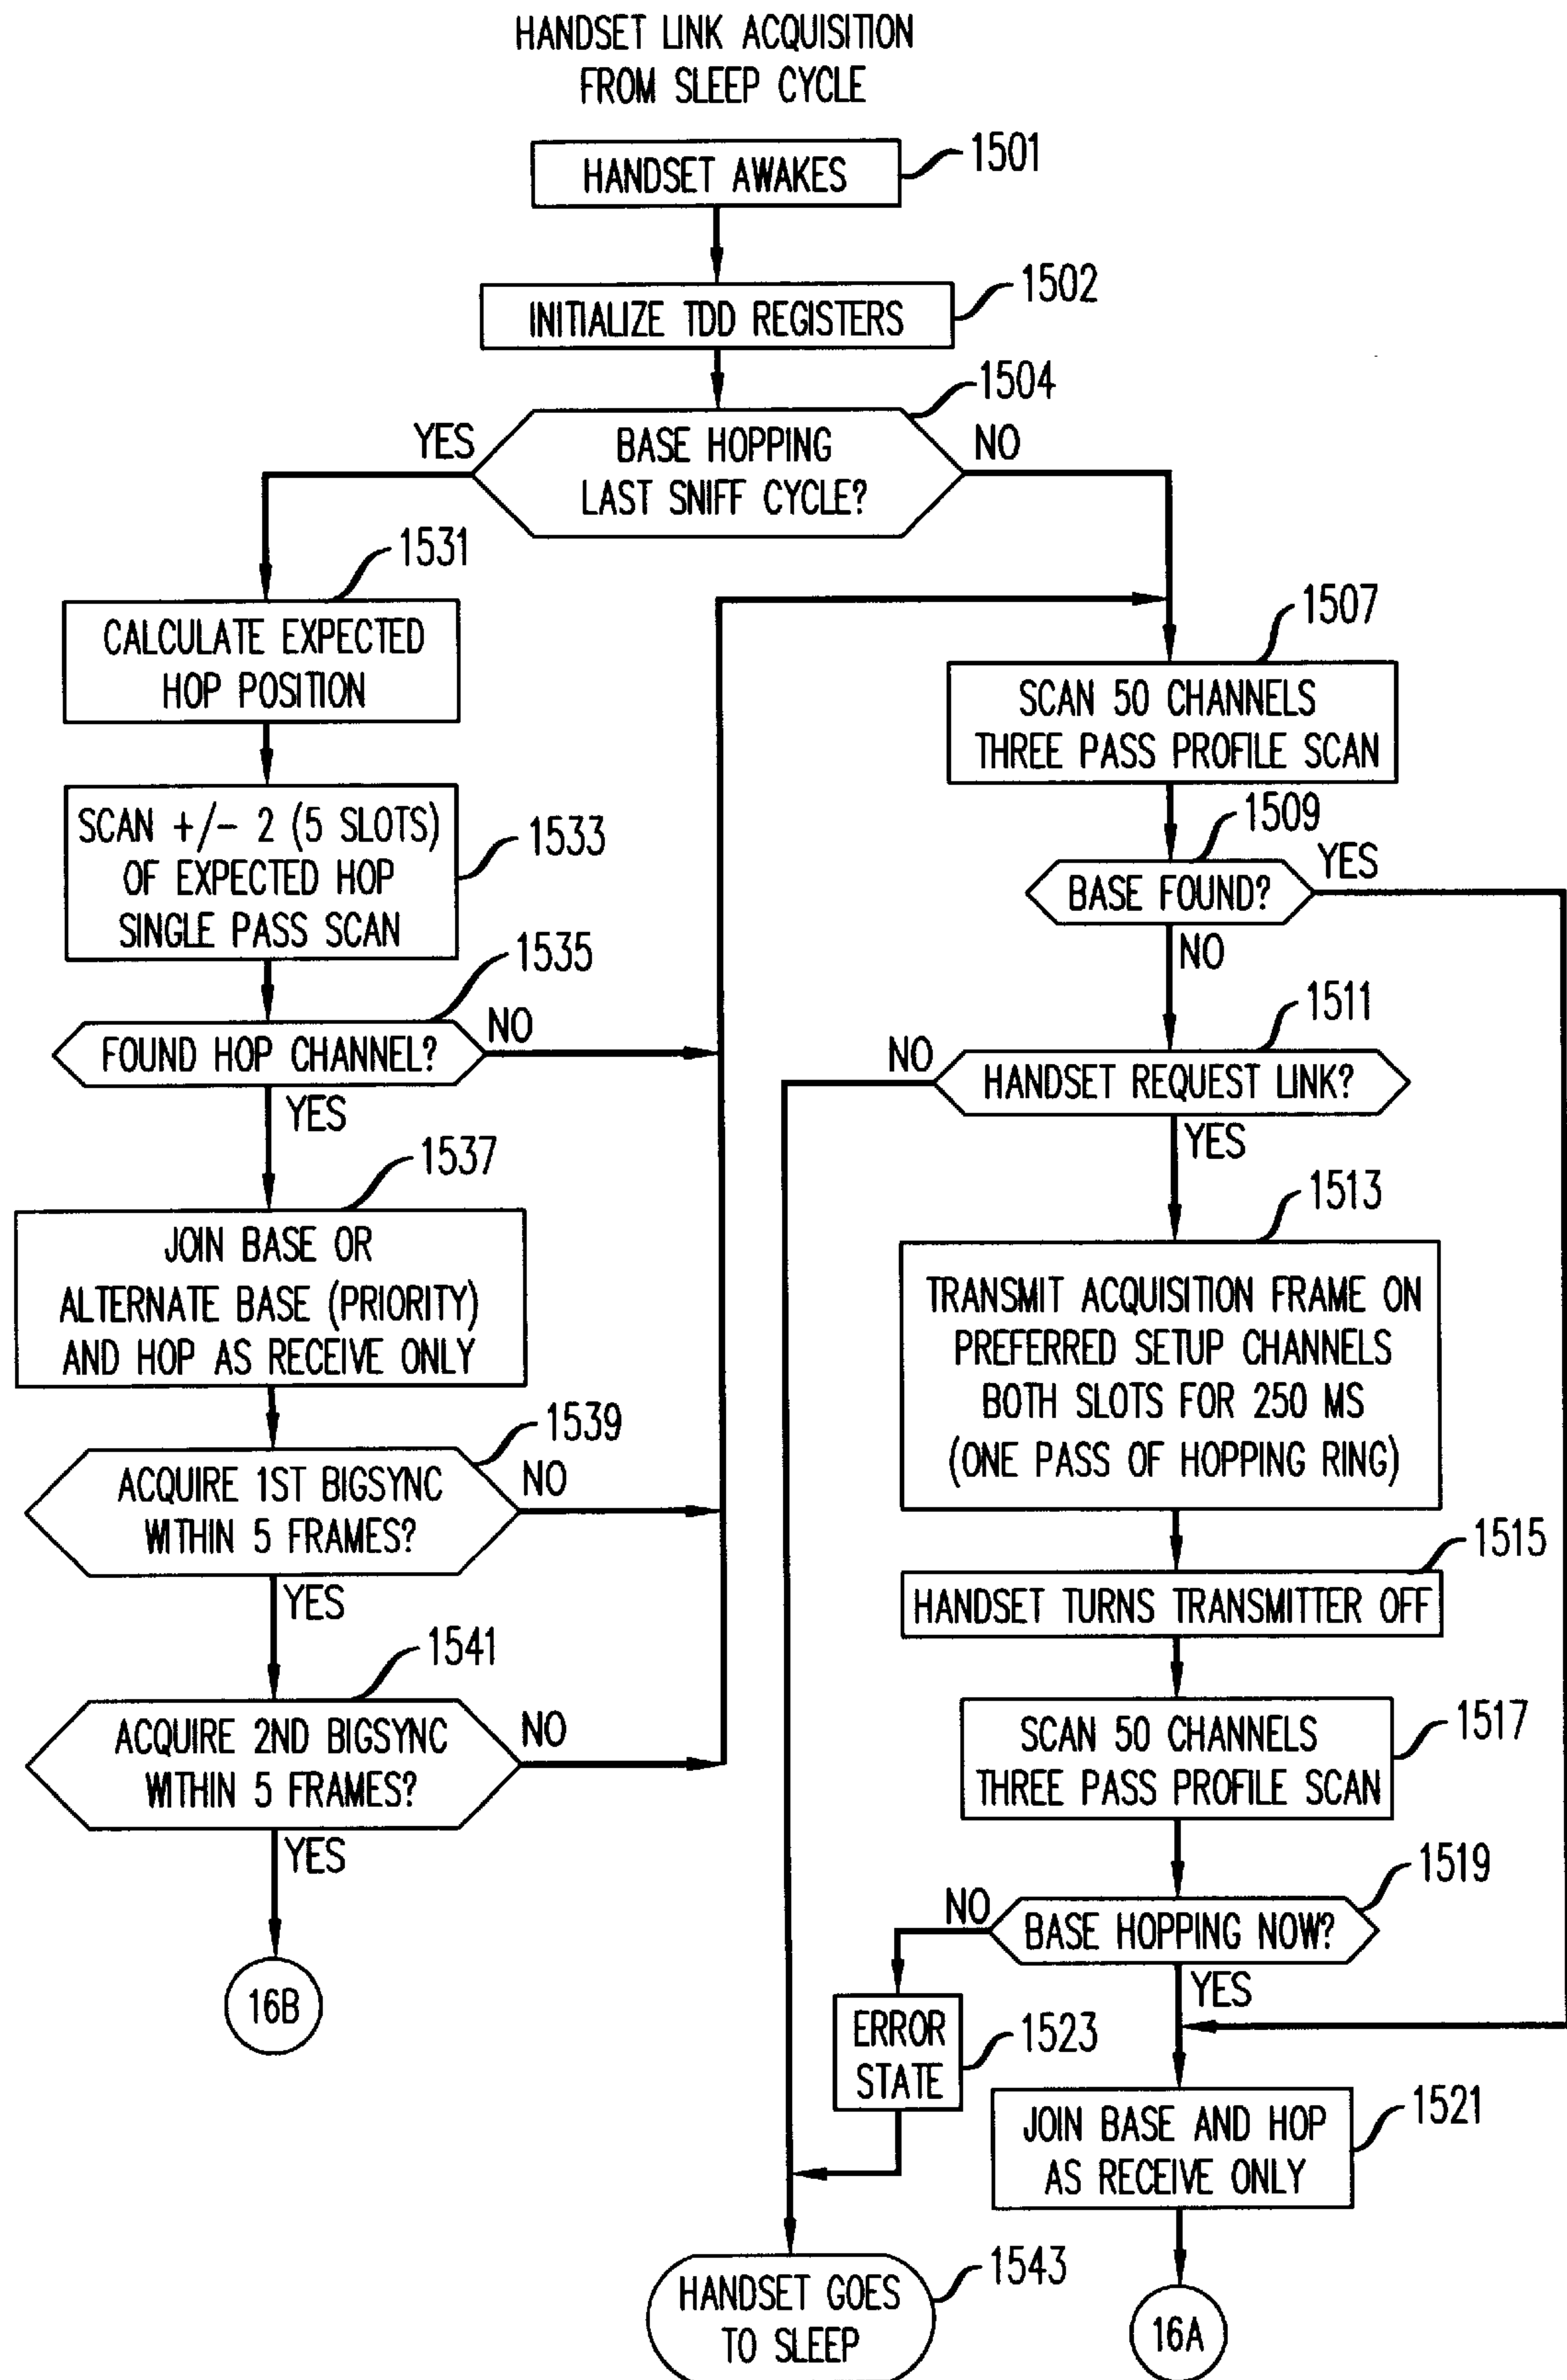 HANDSET LINK ACQUISITION
FROM SLEEP CYCLE
HANDSET AWAKES
1501
INITIALIZE TDD REGISTERS
1502
1504
YES
BASE HOPPING
LAST SNIFF CYCLE?
NO
1531
CALCULATE EXPECTED
HOP POSITION
SCAN +/- 2 (5 SLOTS)
OF EXPECTED HOP
SINGLE PASS SCAN
1533
1535
FOUND HOP CHANNEL?
NO
YES
1537
JOIN BASE OR
ALTERNATE BASE (PRIORITY)
AND HOP AS RECEIVE ONLY
1539
ACQUIRE 1ST BIGSYNC
WITHIN 5 FRAMES?
NO
YES
1541
ACQUIRE 2ND BIGSYNC
WITHIN 5 FRAMES?
NO
YES
16B
1507
SCAN 50 CHANNELS
THREE PASS PROFILE SCAN
1509
BASE FOUND?
YES
NO
1511
NO
HANDSET REQUEST LINK?
YES
1513
TRANSMIT ACQUISITION FRAME ON
PREFERRED SETUP CHANNELS
BOTH SLOTS FOR 250 MS
(ONE PASS OF HOPPING RING)
1515
HANDSET TURNS TRANSMITTER OFF
SCAN 50 CHANNELS
THREE PASS PROFILE SCAN
1517
1519
NO
BASE HOPPING NOW?
YES
ERROR
STATE
1523
JOIN BASE AND HOP
AS RECEIVE ONLY
1521
HANDSET GOES
TO SLEEP
1543
16A